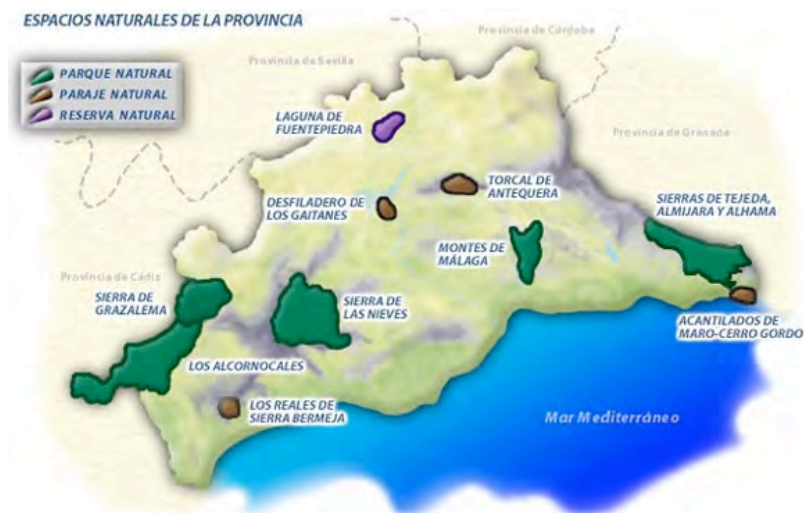 ESPACIOS NATURALES DE LA PROVINCIA
Provincia de Córdoba
Provincia de Sevilla
PARQUE NATURAL
PARAJE NATURAL
RESERVA NATURAL
LAGUNA DE
FUENTEPIEDRA
Provincia de Granada
TORCAL DE
ANTEQUERA
DESFILADERO DE
LOS GAITANES
SIERRAS DE TEJEDA,
ALMIJARA Y ALHAMA
MONTES DE
MÁLAGA
Provincia de Cádiz
SIERRA DE
GRAZALEMA
SIERRA DE
LAS NIEVES
ACANTILADOS DE
MARO-CERRO GORDO
LOS ALCORNOCALES
LOS REALES DE
SIERRA BERMEJA
Mar Mediterráneo